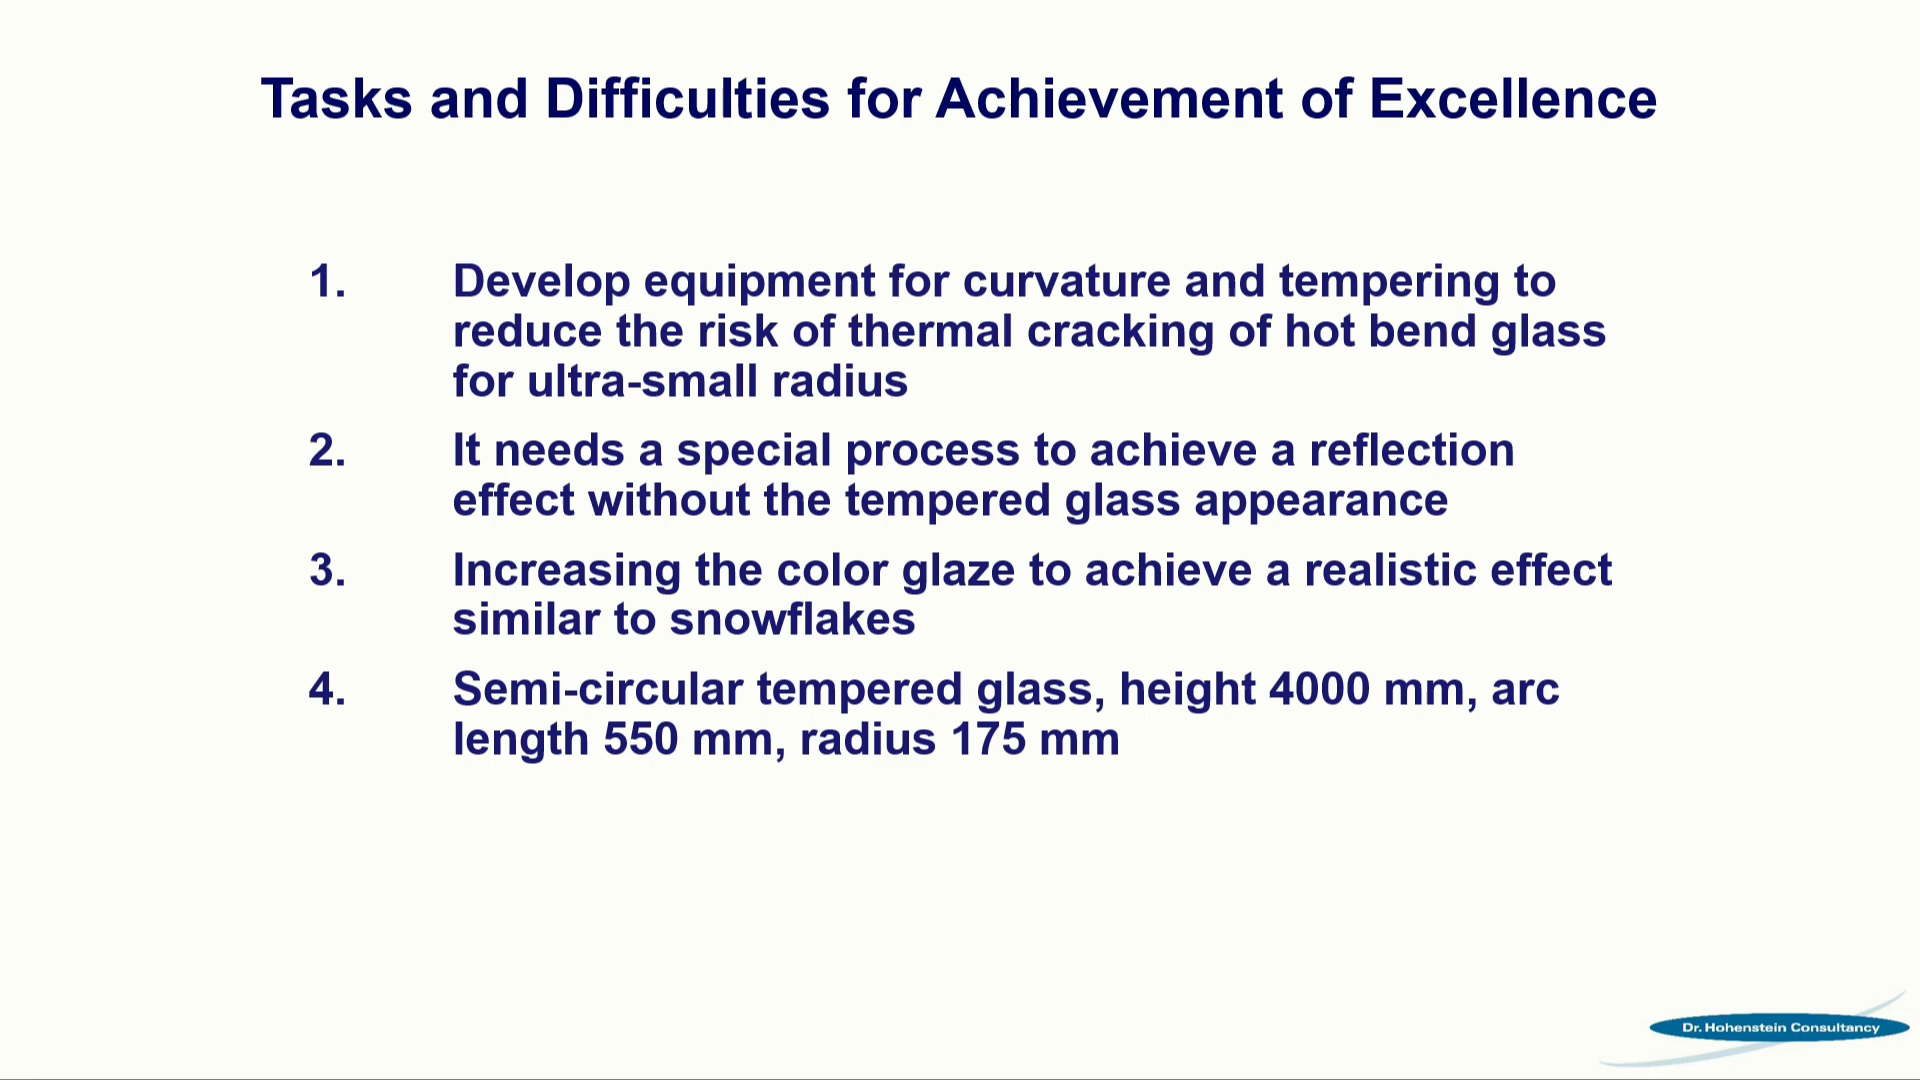 Tasks and Difficulties for Achievement of Excellence
1. Develop equipment for curvature and tempering to
reduce the risk of thermal cracking of hot bend glass
for ultra-small radius
2. It needs a special process to achieve a reflection
effect without the tempered glass appearance
3. Increasing the color glaze to achieve a realistic effect
similar to snowflakes
4. Semi-circular tempered glass, height 4000 mm, arc
length 550 mm, radius 175 mm
Dr. Hohenstein Consultancy